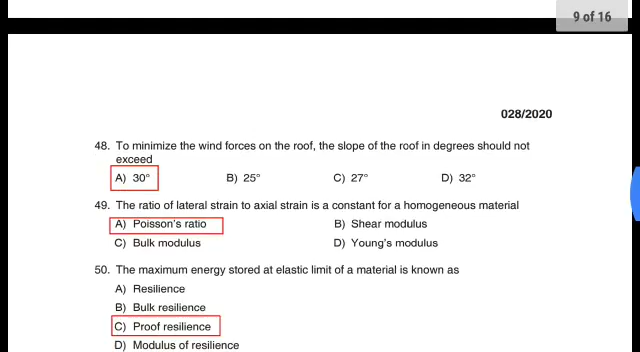 9 of 16
028/2020
48. To minimize the wind forces on the roof, the slope of the roof in degrees should not
exceed
A) 30° B) 25° C) 27° D) 32°
49. The ratio of lateral strain to axial strain is a constant for a homogeneous material
A) Poisson's ratio B) Shear modulus
C) Bulk modulus D) Young's modulus
50. The maximum energy stored at elastic limit of a material is known as
A) Resilience
B) Bulk resilience
C) Proof resilience
D) Modulus of resilience